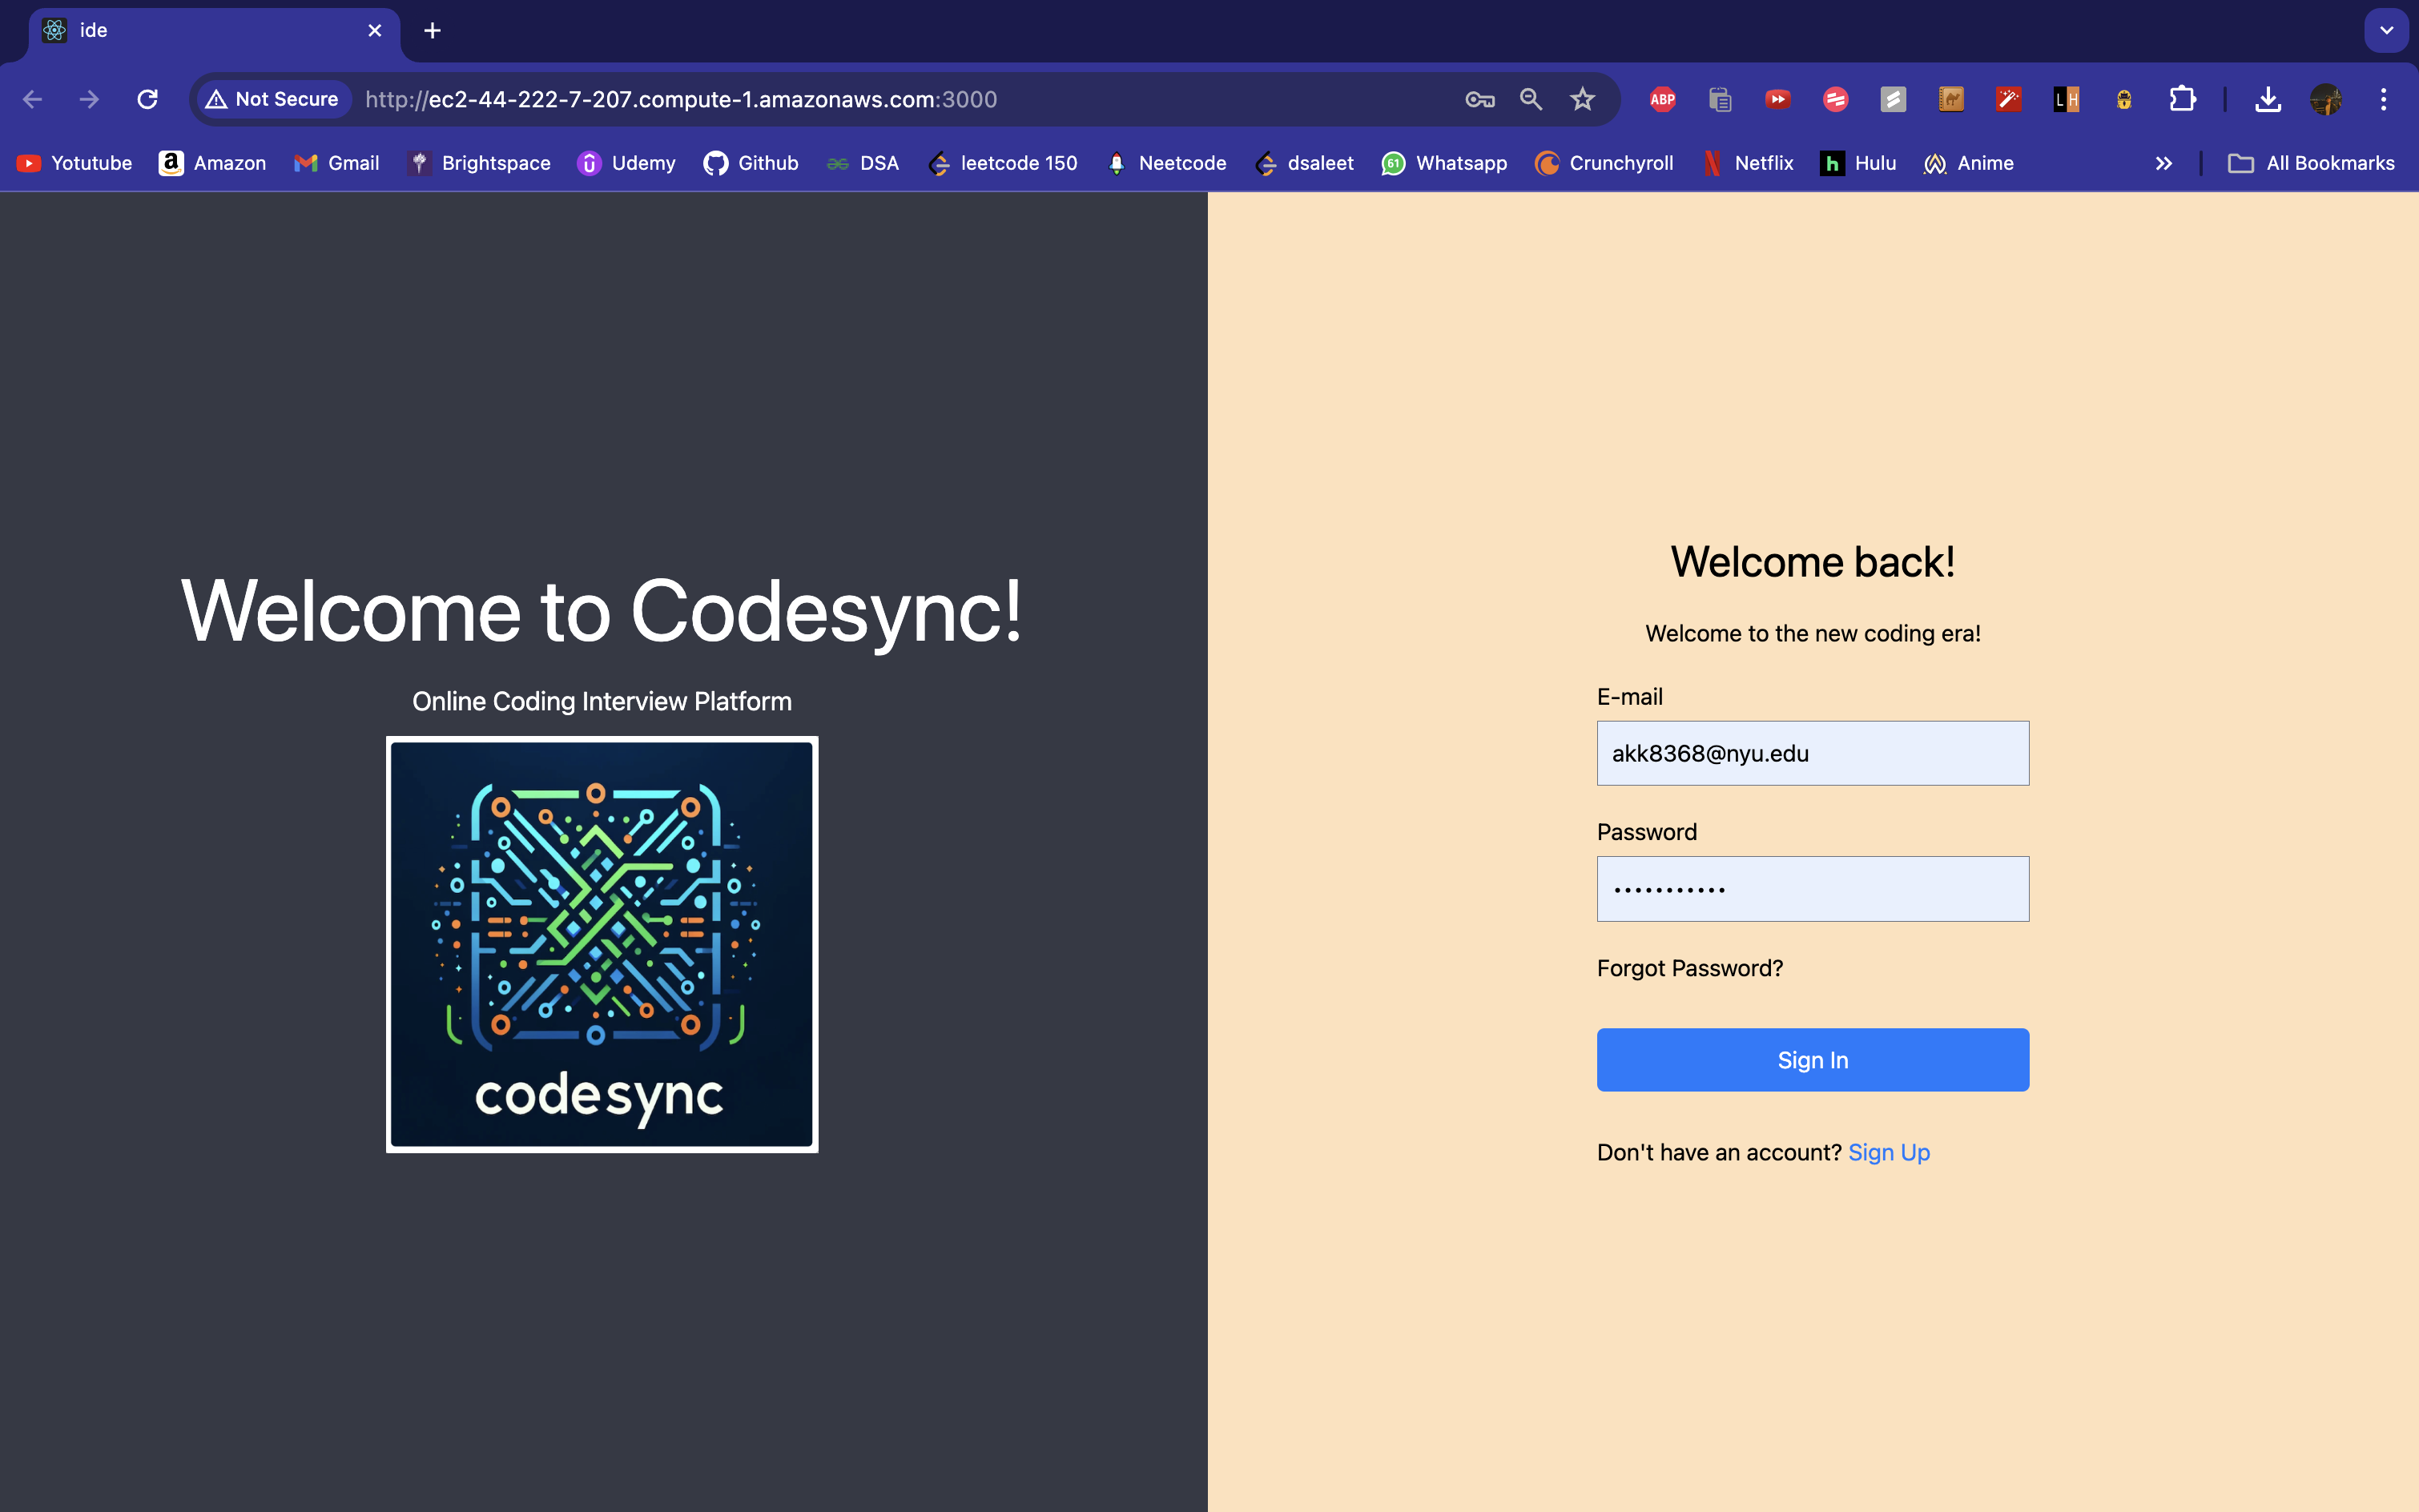 ide
Not Secure http://ec2-44-222-7-207.compute-1.amazonaws.com:3000
ABP
L H
Yotutube Amazon Gmail Brightspace Udemy Github DSA leetcode 150 Neetcode dsaleet 61 Whatsapp Crunchyroll Netflix Hulu Anime All Bookmarks
Welcome to Codesync!
Online Coding Interview Platform
codesync
Welcome back!
Welcome to the new coding era!
E-mail
akk8368@nyu.edu
Password
•••••••••••
Forgot Password?
Sign In
Don't have an account? Sign Up